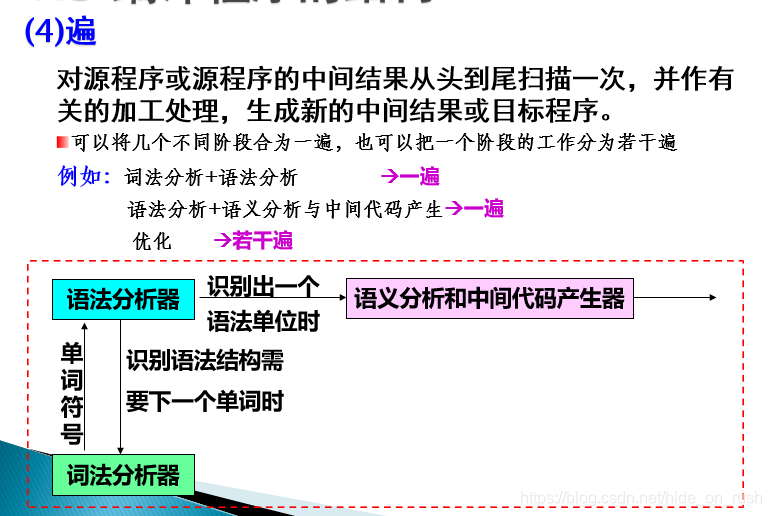 (4)遍
对源程序或源程序的中间结果从头到尾扫描一次，并作有
关的加工处理，生成新的中间结果或目标程序。
可以将几个不同阶段合为一遍，也可以把一个阶段的工作分为若干遍
例如：词法分析+语法分析 →一遍
语法分析+语义分析与中间代码产生→一遍
优化 →若干遍
语法分析器
识别出一个
语法单位时
语义分析和中间代码产生器
单词符号
识别语法结构需
要下一个单词时
词法分析器
https://blog.csdn.net/hide_on_rush